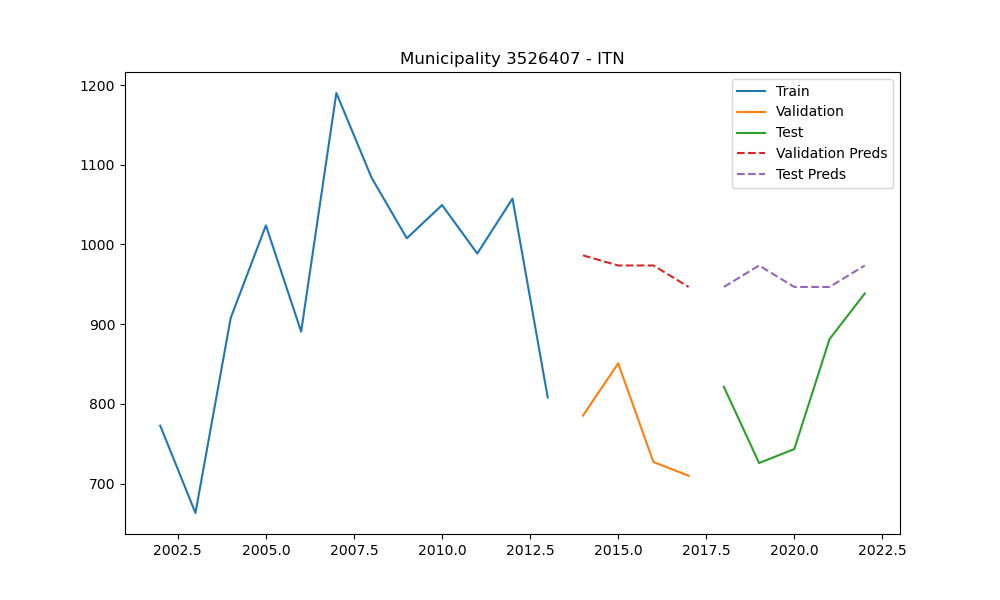 Municipality 3526407 - ITN
1200
1100
1000
900
800
700
Train
Validation
Test
Validation Preds
Test Preds
2002.5 2005.0 2007.5 2010.0 2012.5 2015.0 2017.5 2020.0 2022.5